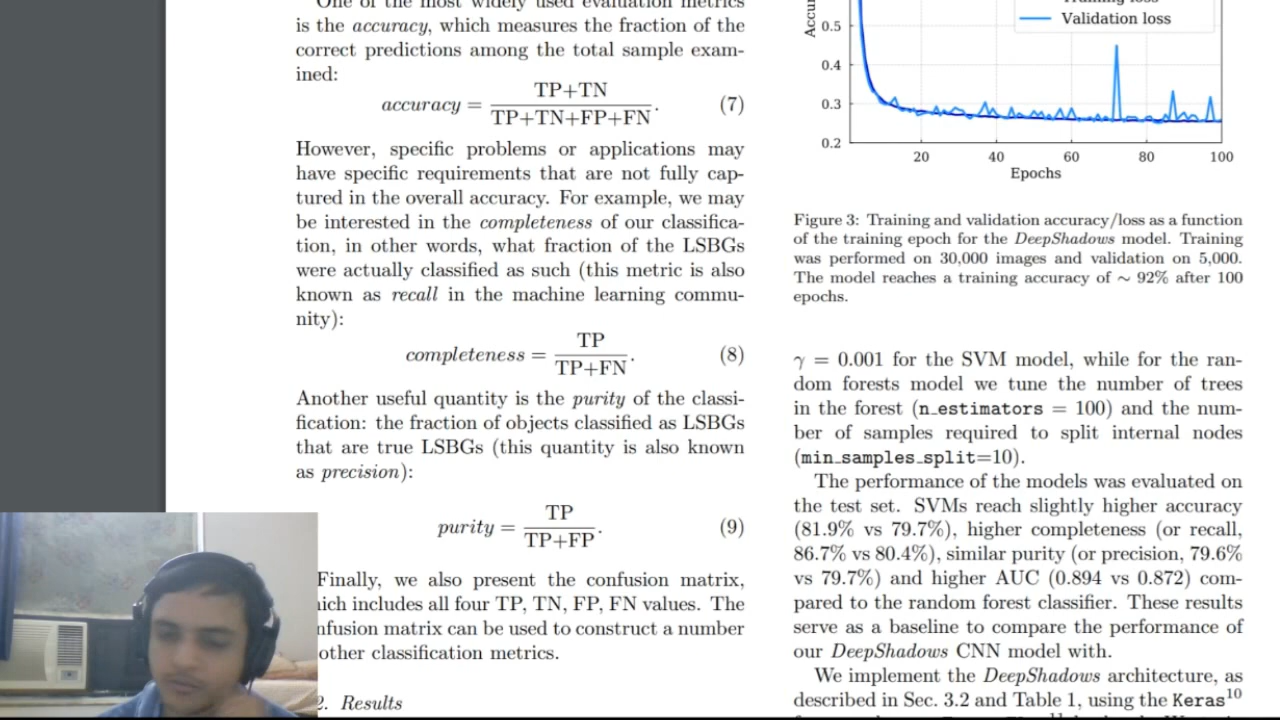 One of the most widely used evaluation metrics
is the accuracy, which measures the fraction of the
correct predictions among the total sample exam-
ined:
accuracy = TP+TN / TP+TN+FP+FN . (7)
However, specific problems or applications may
have specific requirements that are not fully cap-
tured in the overall accuracy. For example, we may
be interested in the completeness of our classifica-
tion, in other words, what fraction of the LSBGs
were actually classified as such (this metric is also
known as recall in the machine learning commu-
nity):
completeness = TP / TP+FN . (8)
Another useful quantity is the purity of the classi-
fication: the fraction of objects classified as LSBGs
that are true LSBGs (this quantity is also known
as precision):
purity = TP / TP+FP . (9)
Finally, we also present the confusion matrix,
ich includes all four TP, TN, FP, FN values. The
nfusion matrix can be used to construct a number
other classification metrics.
2. Results
Accur
Training loss
Validation loss
0.5
0.4
0.3
0.2
20 40 60 80 100
Epochs
Figure 3: Training and validation accuracy/loss as a function
of the training epoch for the DeepShadows model. Training
was performed on 30,000 images and validation on 5,000.
The model reaches a training accuracy of ∼ 92% after 100
epochs.
γ = 0.001 for the SVM model, while for the ran-
dom forests model we tune the number of trees
in the forest (n_estimators = 100) and the num-
ber of samples required to split internal nodes
(min_samples_split=10).
The performance of the models was evaluated on
the test set. SVMs reach slightly higher accuracy
(81.9% vs 79.7%), higher completeness (or recall,
86.7% vs 80.4%), similar purity (or precision, 79.6%
vs 79.7%) and higher AUC (0.894 vs 0.872) com-
pared to the random forest classifier. These results
serve as a baseline to compare the performance of
our DeepShadows CNN model with.
We implement the DeepShadows architecture, as
described in Sec. 3.2 and Table 1, using the Keras10